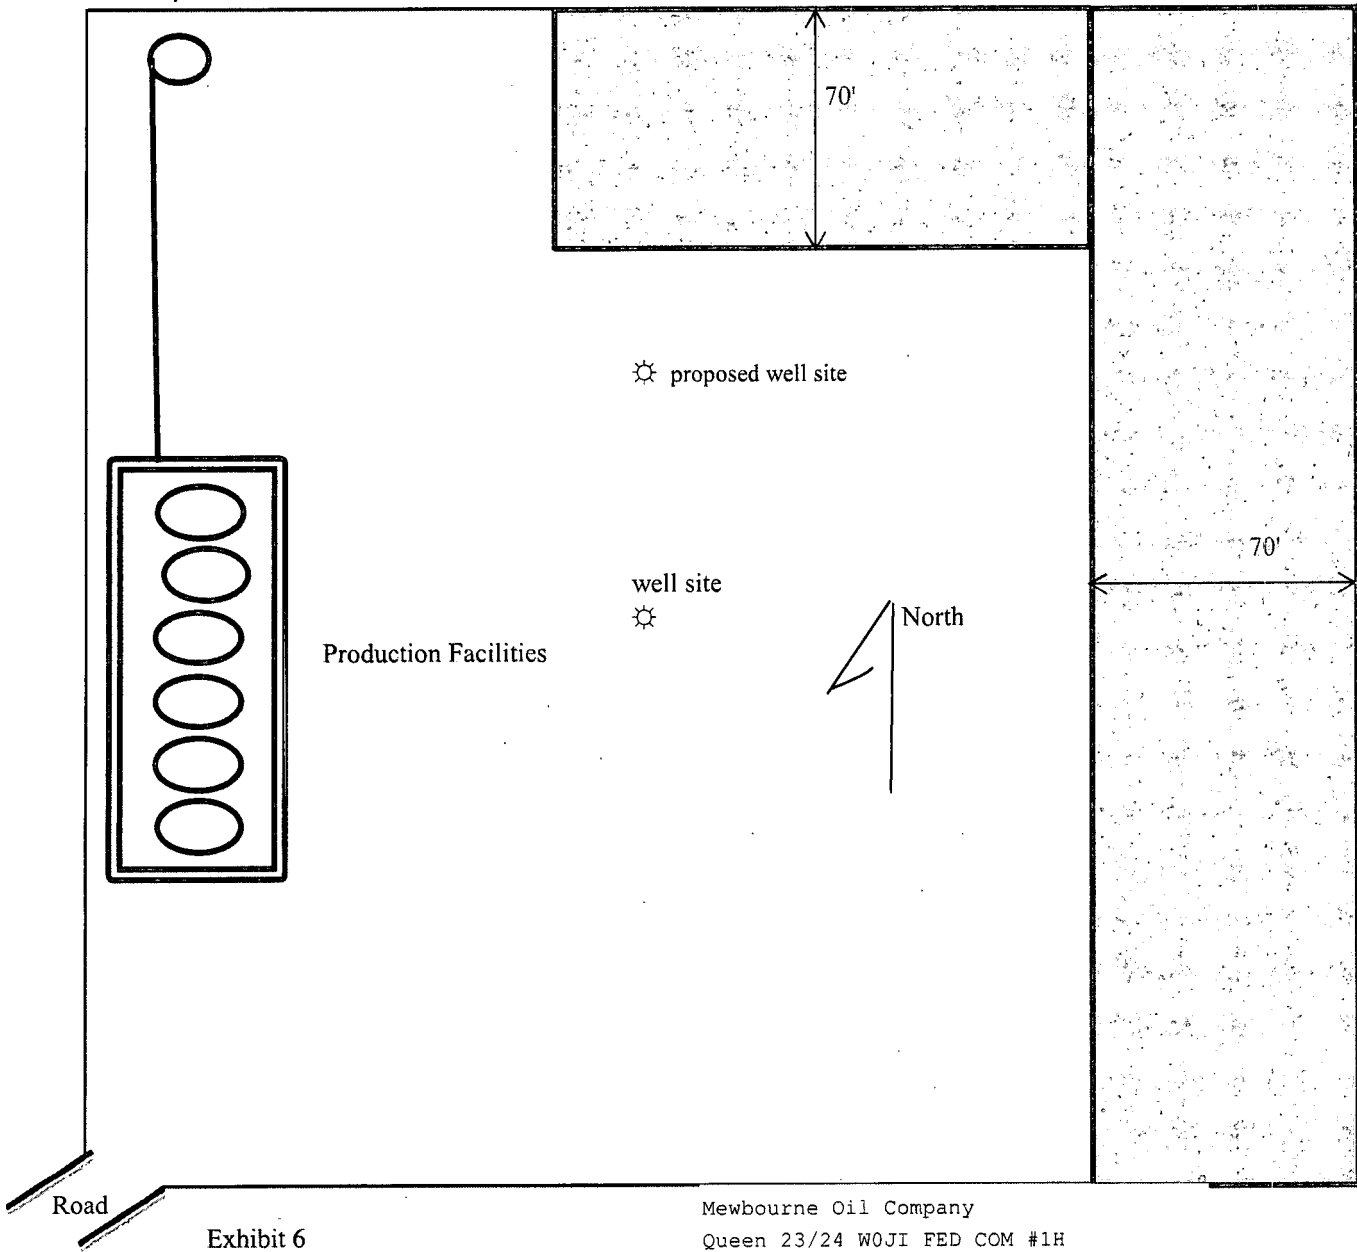 70'
proposed well site
70'
well site
North
Production Facilities
Road
Mewbourne Oil Company
Exhibit 6
Queen 23/24 W0JI FED COM #1H